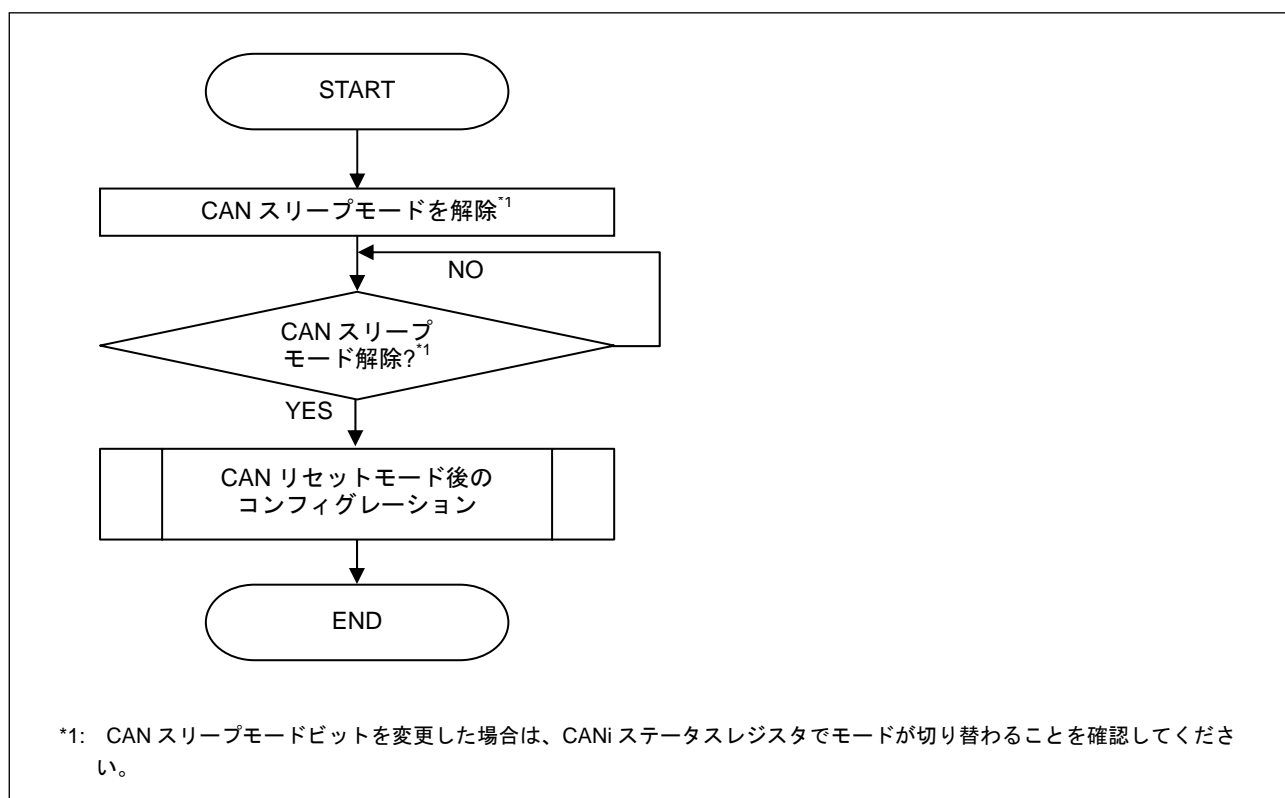 START
CAN スリープモードを解除*1
NO
CAN スリープ
モード解除?*1
YES
CAN リセットモード後の
コンフィグレーション
END
*1: CAN スリープモードビットを変更した場合は、CANi ステータスレジスタでモードが切り替わることを確認してくださ
い。